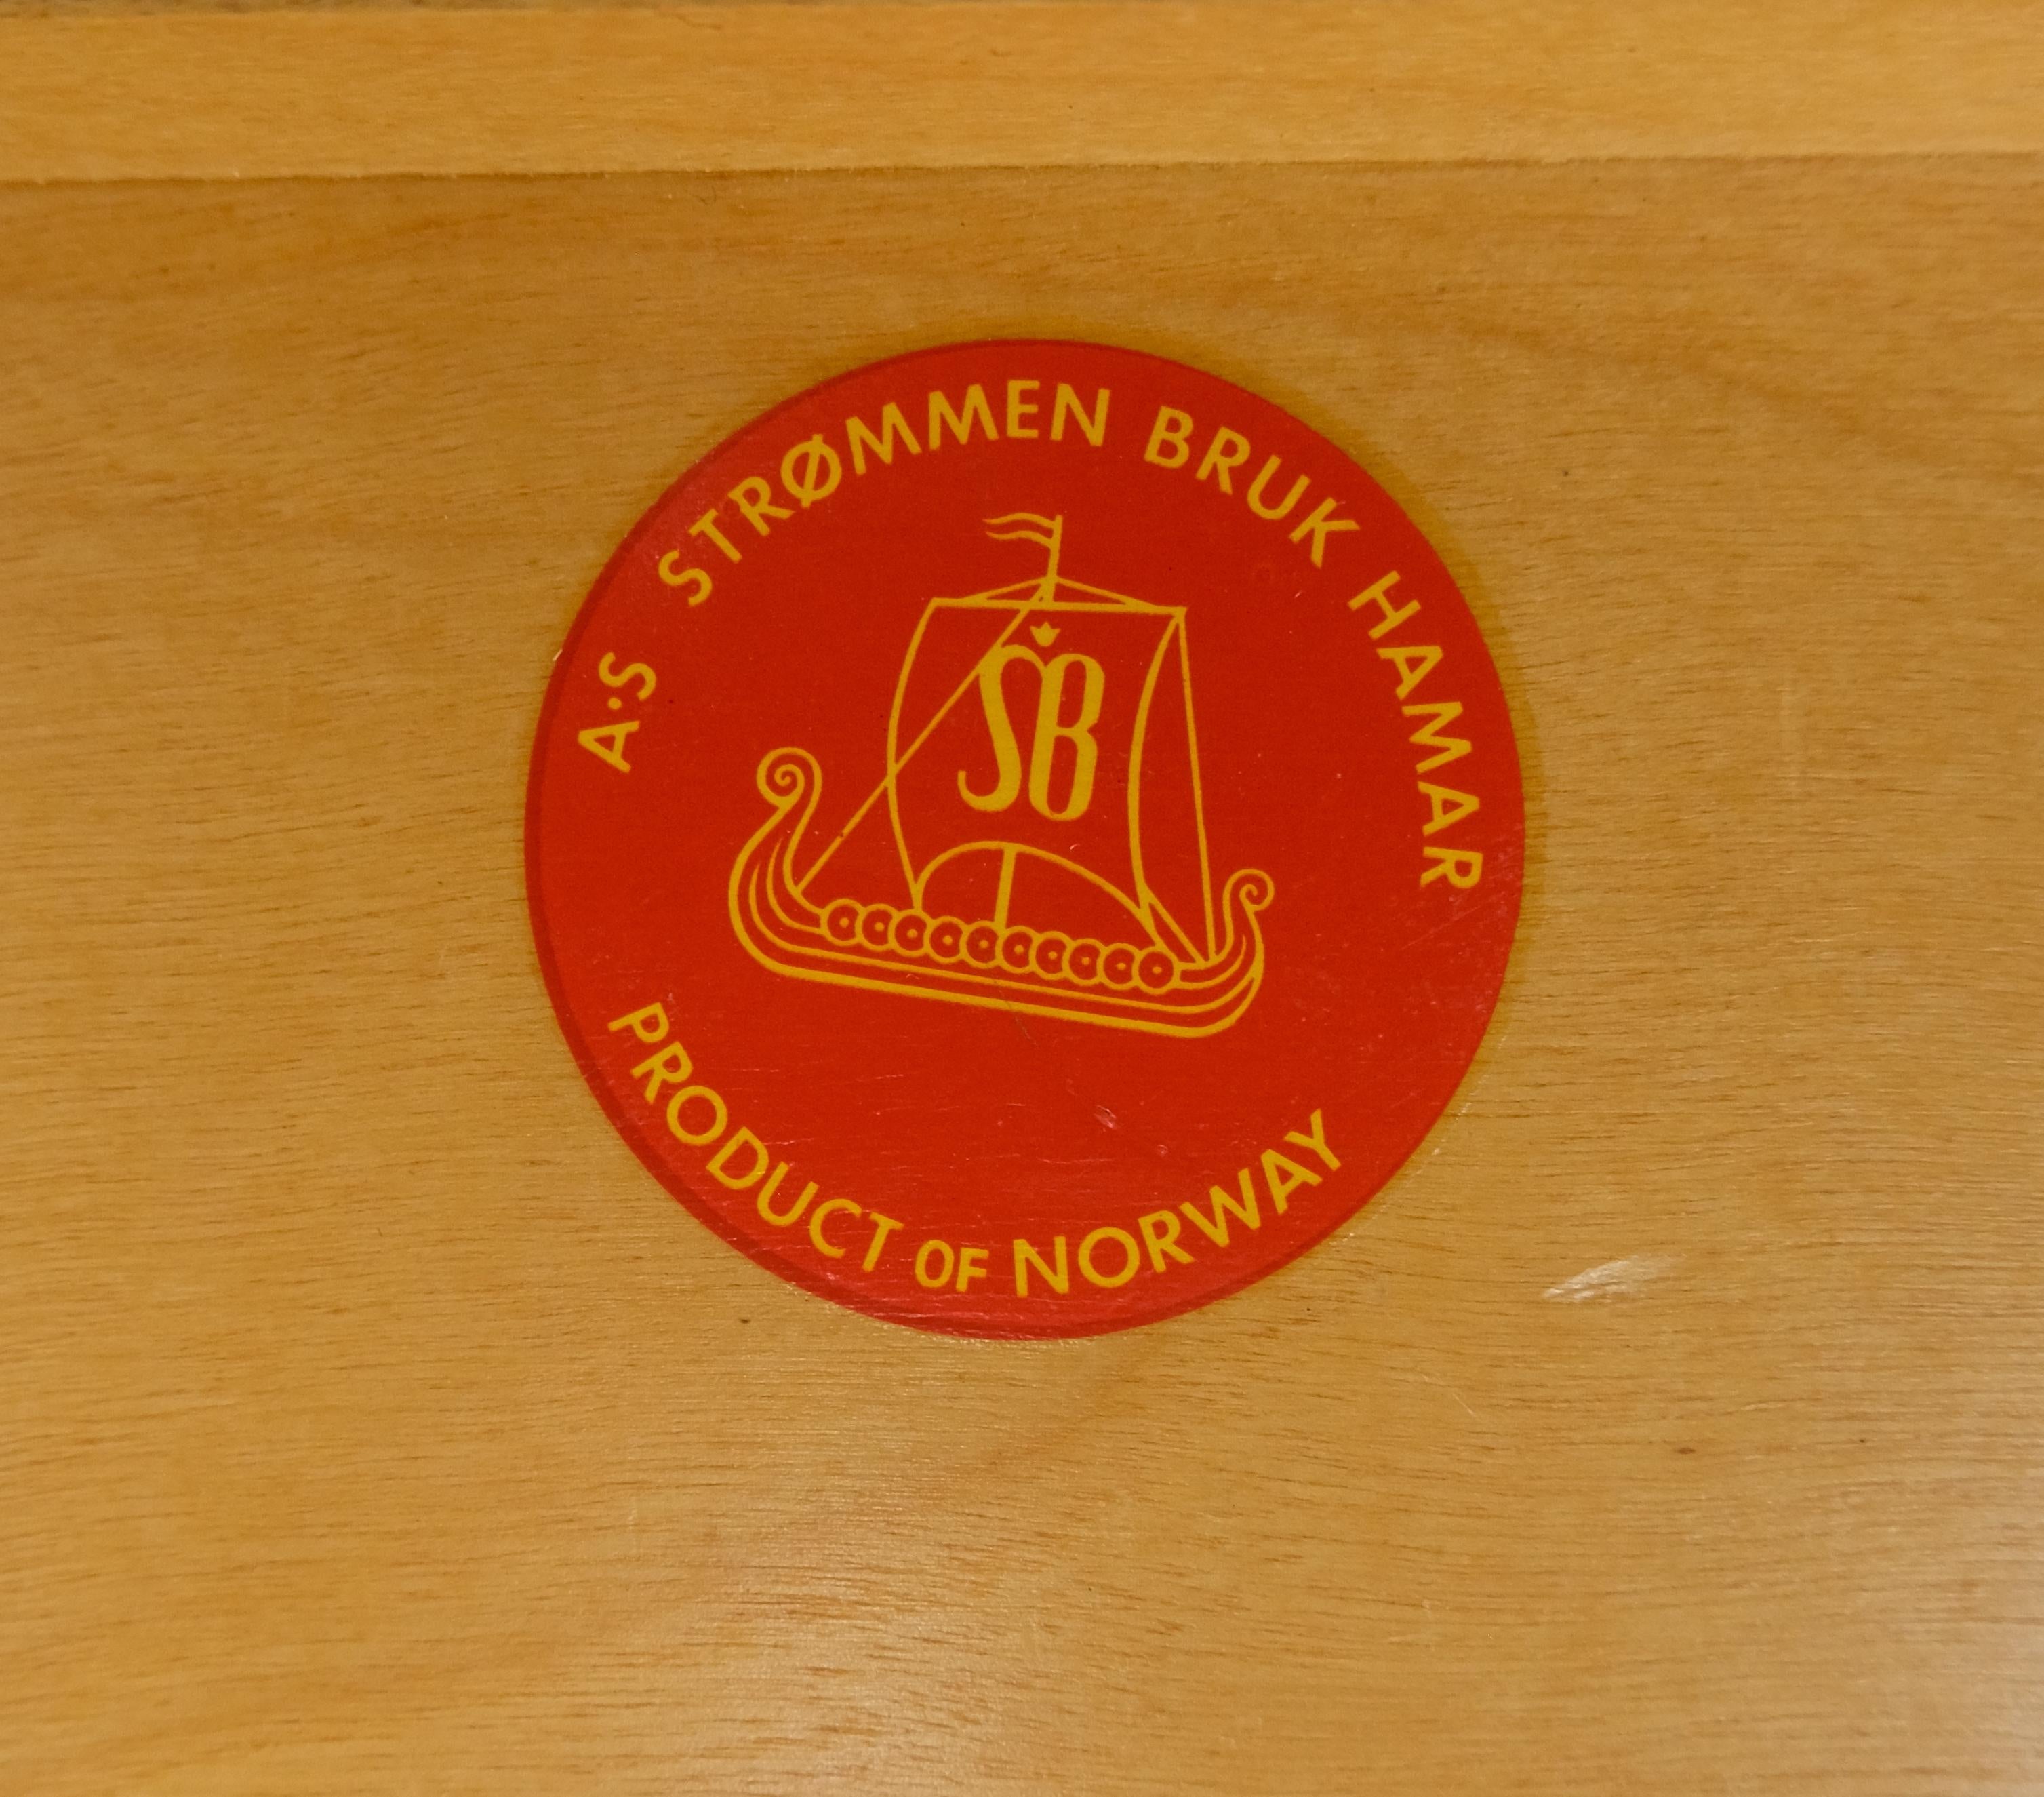 A·S STRØMMEN BRUK HAMAR
SB
PRODUCT OF NORWAY